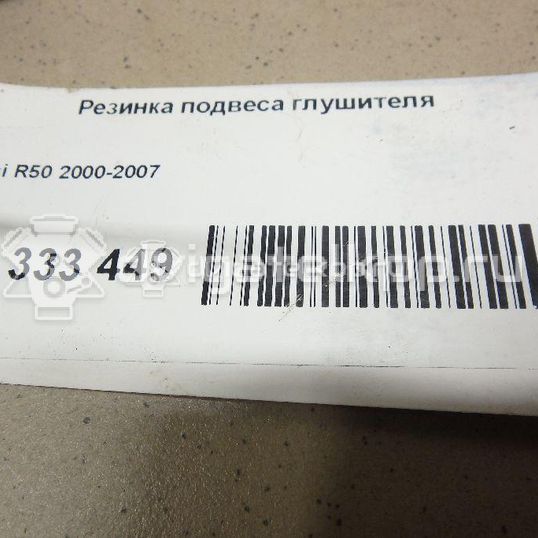 Резинка подвеса глушителя
i R50 2000-2007
333 449